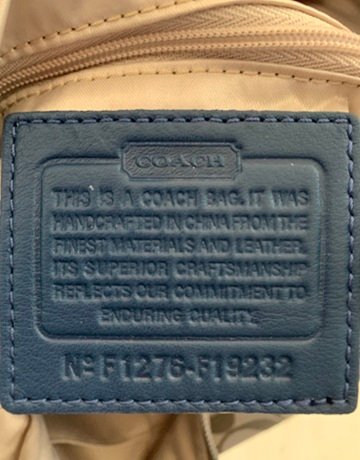 COACH
THIS IS A COACH BAG. IT WAS
HANDCRAFTED IN CHINA FROM THE
FINEST MATERIALS AND LEATHER.
ITS SUPERIOR CRAFTSMANSHIP
REFLECTS OUR COMMITMENT TO
ENDURING QUALITY.
Nº F1276-F19232